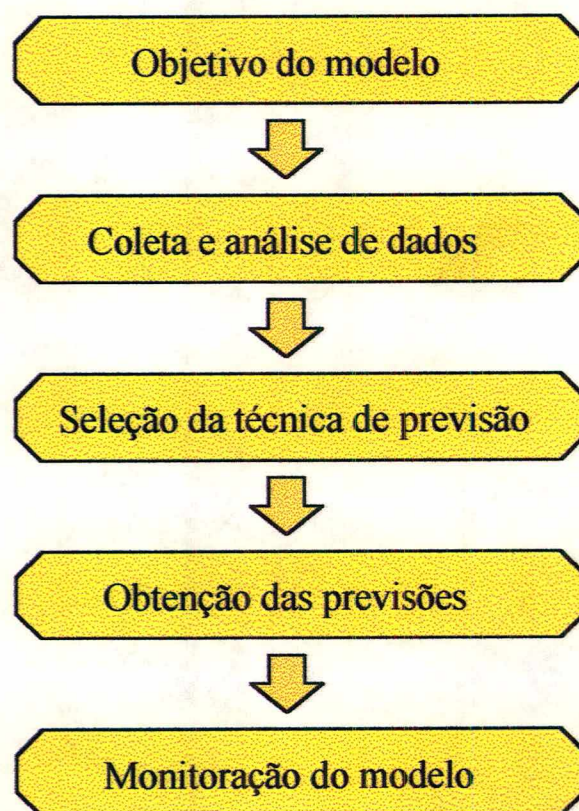 Objetivo do modelo
Coleta e análise de dados
Seleção da técnica de previsão
Obtenção das previsões
Monitoração do modelo